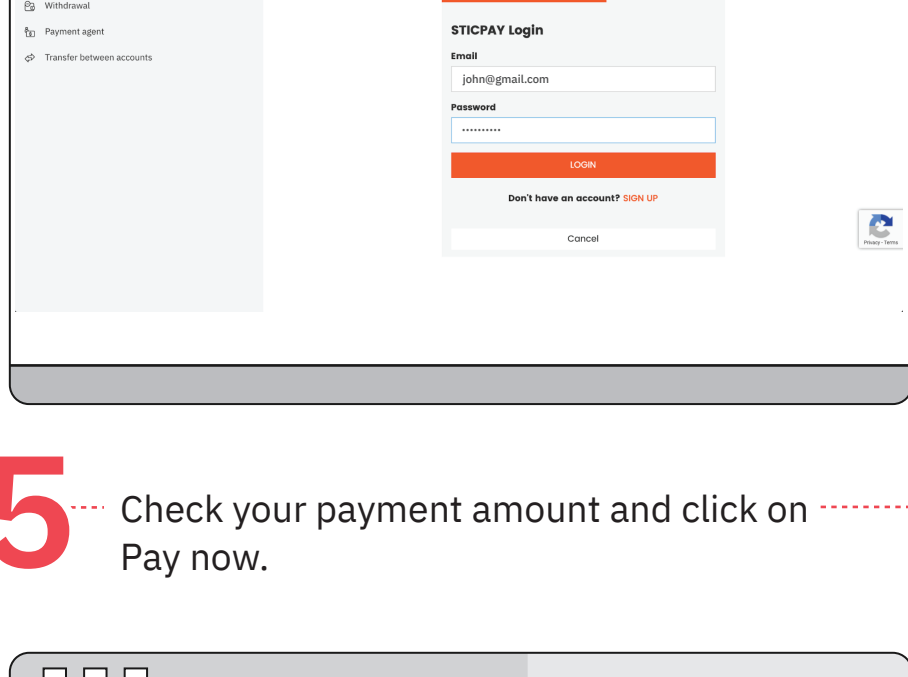 Withdrawal
Payment agent
Transfer between accounts
STICPAY Login
Email
john@gmail.com
Password
••••••••••
LOGIN
Don't have an account? SIGN UP
Cancel
Privacy - Terms
5
Check your payment amount and click on
Pay now.